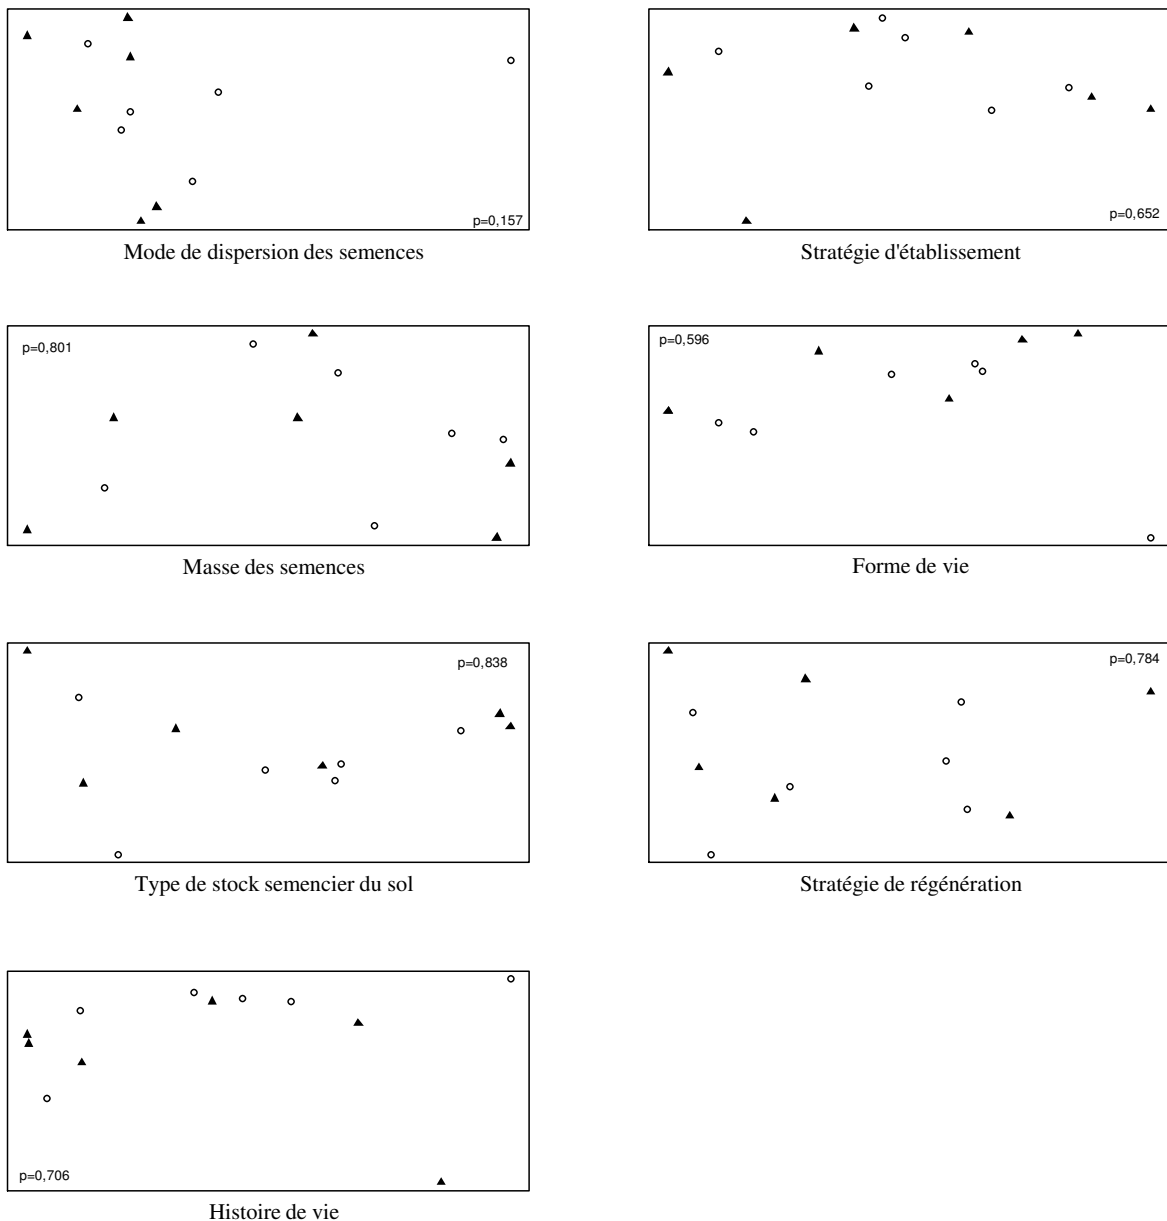 p=0,157
Mode de dispersion des semences
p=0,652
Stratégie d'établissement
p=0,801
Masse des semences
p=0,596
Forme de vie
p=0,838
Type de stock semencier du sol
p=0,784
Stratégie de régénération
p=0,706
Histoire de vie